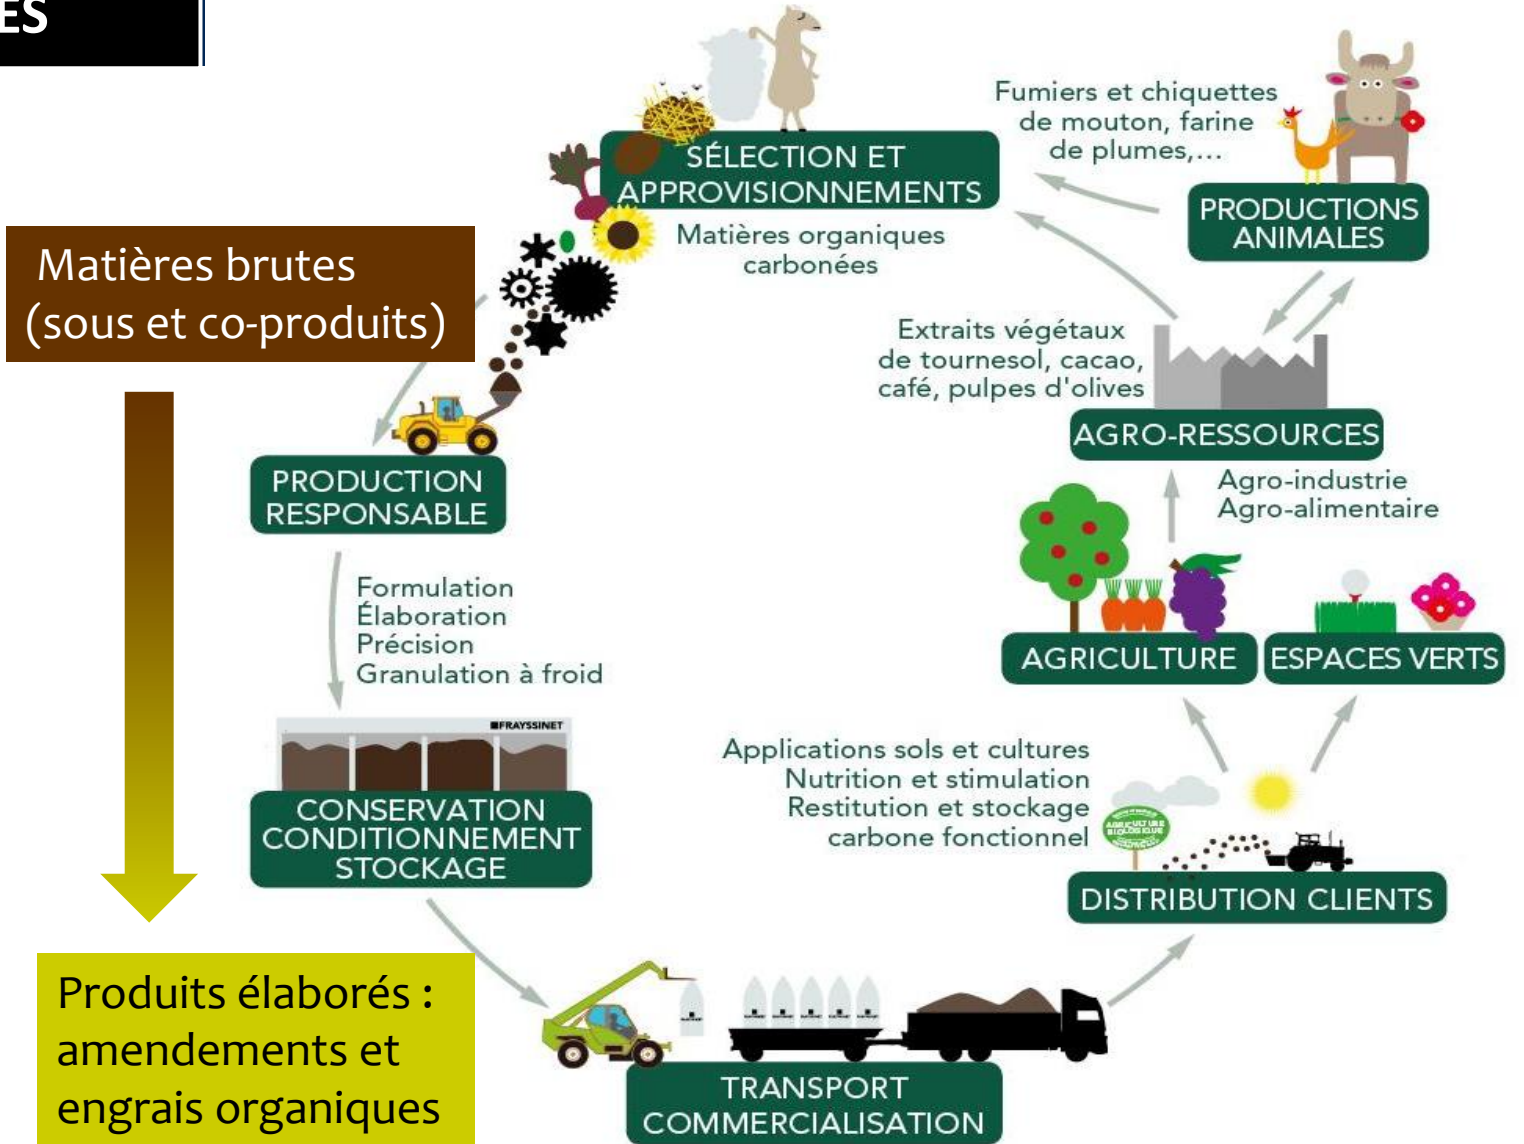 ES
Fumiers et chiquettes
de mouton, farine
de plumes,...
SÉLECTION ET
APPROVISIONNEMENTS
PRODUCTIONS
ANIMALES
Matières organiques
carbonées
Matières brutes
(sous et co-produits)
Extraits végétaux
de tournesol, cacao,
café, pulpes d'olives
AGRO-RESSOURCES
Agro-industrie
Agro-alimentaire
PRODUCTION
RESPONSABLE
Formulation
Élaboration
Précision
Granulation à froid
AGRICULTURE
ESPACES VERTS
FRAYSSINET
CONSERVATION
CONDITIONNEMENT
STOCKAGE
Applications sols et cultures
Nutrition et stimulation
Restitution et stockage
carbone fonctionnel
AGRICULTURE
BIOLOGIQUE
DISTRIBUTION CLIENTS
Produits élaborés :
amendements et
engrais organiques
TRANSPORT
COMMERCIALISATION